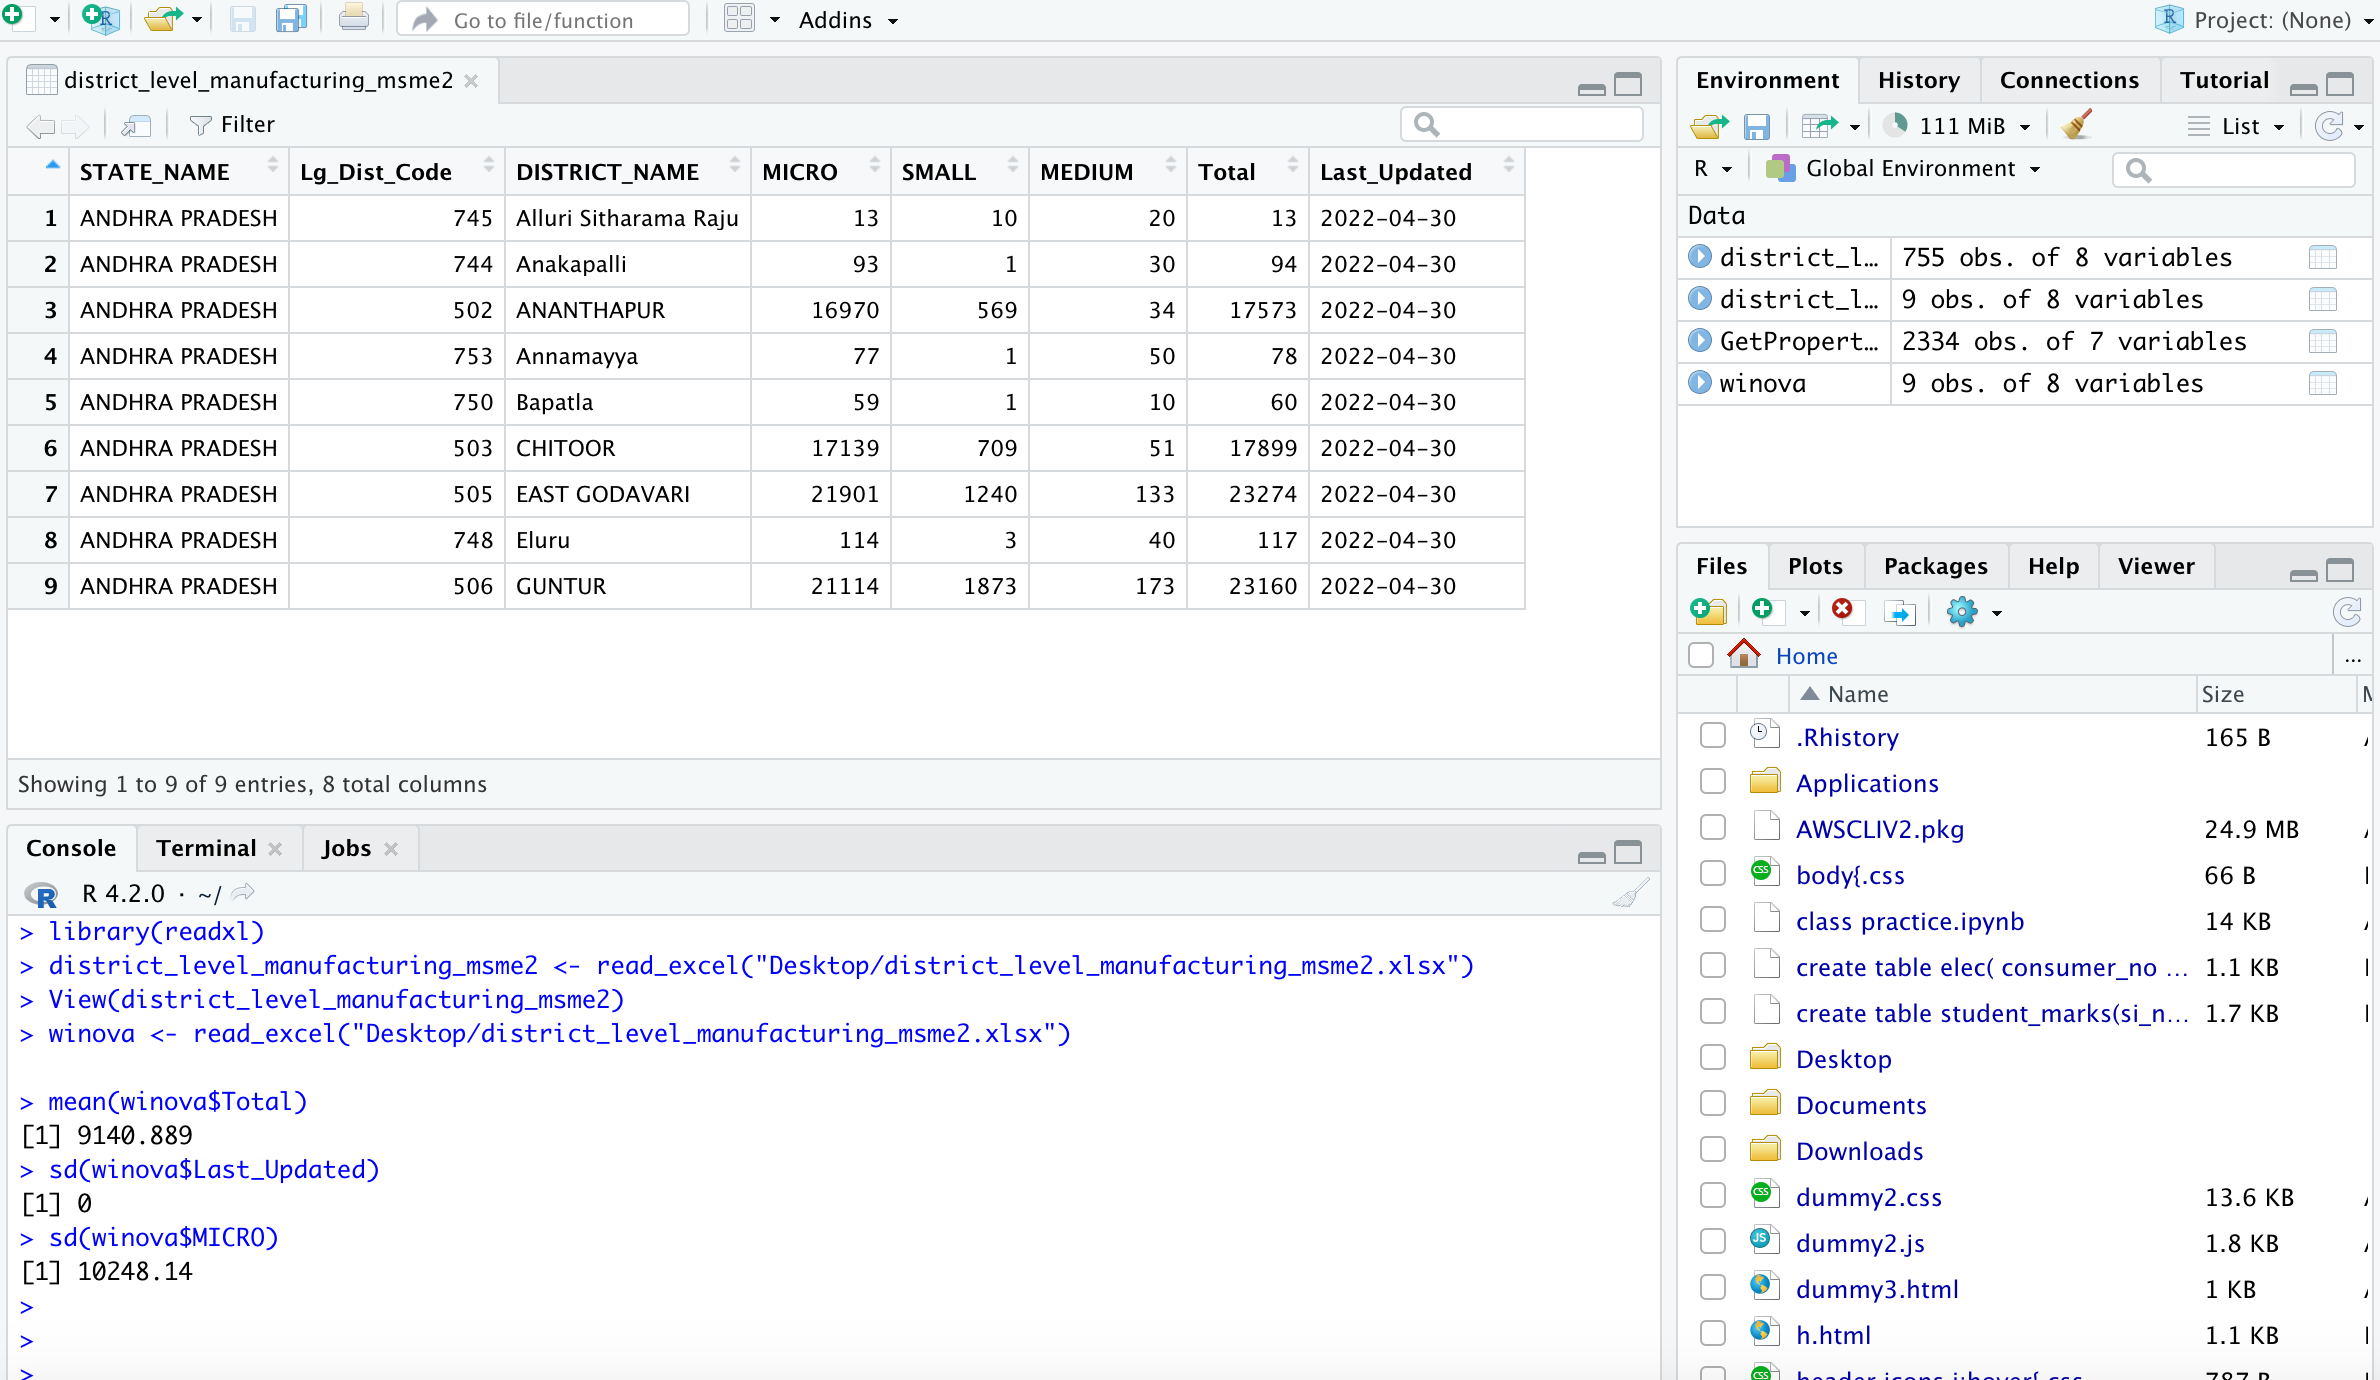 Go to file/function
Addins
Project: (None)
district_level_manufacturing_msme2
Filter
STATE_NAME Lg_Dist_Code DISTRICT_NAME MICRO SMALL MEDIUM Total Last_Updated
1 ANDHRA PRADESH 745 Alluri Sitharama Raju 13 10 20 13 2022-04-30
2 ANDHRA PRADESH 744 Anakapalli 93 1 30 94 2022-04-30
3 ANDHRA PRADESH 502 ANANTHAPUR 16970 569 34 17573 2022-04-30
4 ANDHRA PRADESH 753 Annamayya 77 1 50 78 2022-04-30
5 ANDHRA PRADESH 750 Bapatla 59 1 10 60 2022-04-30
6 ANDHRA PRADESH 503 CHITOOR 17139 709 51 17899 2022-04-30
7 ANDHRA PRADESH 505 EAST GODAVARI 21901 1240 133 23274 2022-04-30
8 ANDHRA PRADESH 748 Eluru 114 3 40 117 2022-04-30
9 ANDHRA PRADESH 506 GUNTUR 21114 1873 173 23160 2022-04-30
Showing 1 to 9 of 9 entries, 8 total columns
Console Terminal Jobs
R 4.2.0 · ~/
> library(readxl)
> district_level_manufacturing_msme2 <- read_excel("Desktop/district_level_manufacturing_msme2.xlsx")
> View(district_level_manufacturing_msme2)
> winova <- read_excel("Desktop/district_level_manufacturing_msme2.xlsx")
> mean(winova$Total)
[1] 9140.889
> sd(winova$Last_Updated)
[1] 0
> sd(winova$MICRO)
[1] 10248.14
>
>
>
Environment History Connections Tutorial
111 MiB List
R Global Environment
Data
district_l… 755 obs. of 8 variables
district_l… 9 obs. of 8 variables
GetPropert… 2334 obs. of 7 variables
winova 9 obs. of 8 variables
Files Plots Packages Help Viewer
Home ...
Name Size
.Rhistory 165 B
Applications
AWSCLIV2.pkg 24.9 MB
body{.css 66 B
class practice.ipynb 14 KB
create table elec( consumer_no ... 1.1 KB
create table student_marks(si_n... 1.7 KB
Desktop
Documents
Downloads
dummy2.css 13.6 KB
dummy2.js 1.8 KB
dummy3.html 1 KB
h.html 1.1 KB